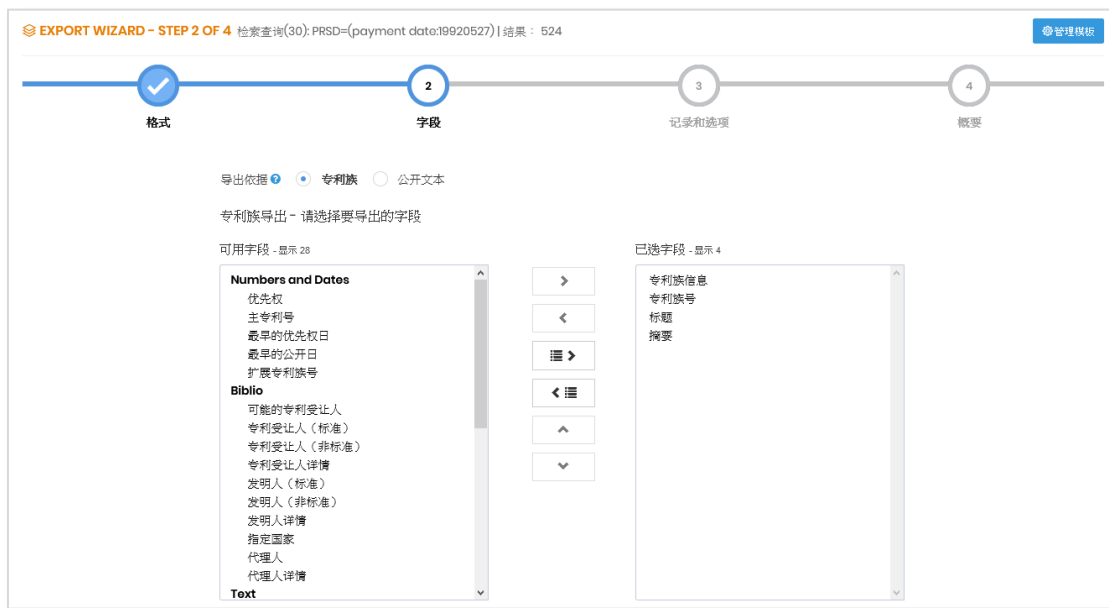 EXPORT WIZARD - STEP 2 OF 4 检索查询(30): PRSD=(payment date:19920527) | 结果： 524
管理模板
2
3
4
格式
字段
记录和选项
概要
导出依据 ? 专利族 公开文本
专利族导出 - 请选择要导出的字段
可用字段 - 显示 28
已选字段 - 显示 4
Numbers and Dates
优先权
主专利号
最早的优先权日
最早的公开日
扩展专利族号
Biblio
可能的专利受让人
专利受让人（标准）
专利受让人（非标准）
专利受让人详情
发明人（标准）
发明人（非标准）
发明人详情
指定国家
代理人
代理人详情
Text
专利族信息
专利族号
标题
摘要